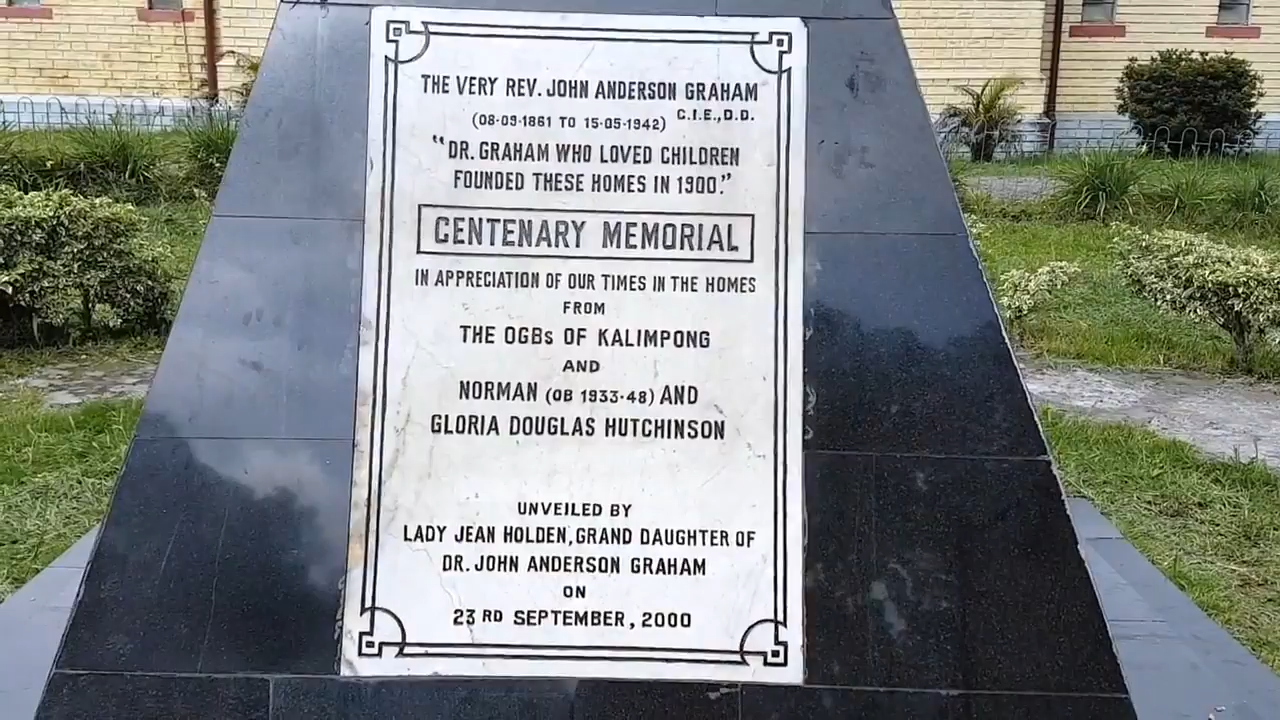 THE VERY REV. JOHN ANDERSON GRAHAM
C.I.E., D.D.
(08-09-1861 TO 15-05-1942)
"DR. GRAHAM WHO LOVED CHILDREN
FOUNDED THESE HOMES IN 1900."
CENTENARY MEMORIAL
IN APPRECIATION OF OUR TIMES IN THE HOMES
FROM
THE OGBs OF KALIMPONG
AND
NORMAN (OB 1933-48) AND
GLORIA DOUGLAS HUTCHINSON
UNVEILED BY
LADY JEAN HOLDEN, GRAND DAUGHTER OF
DR. JOHN ANDERSON GRAHAM
ON
23RD SEPTEMBER, 2000